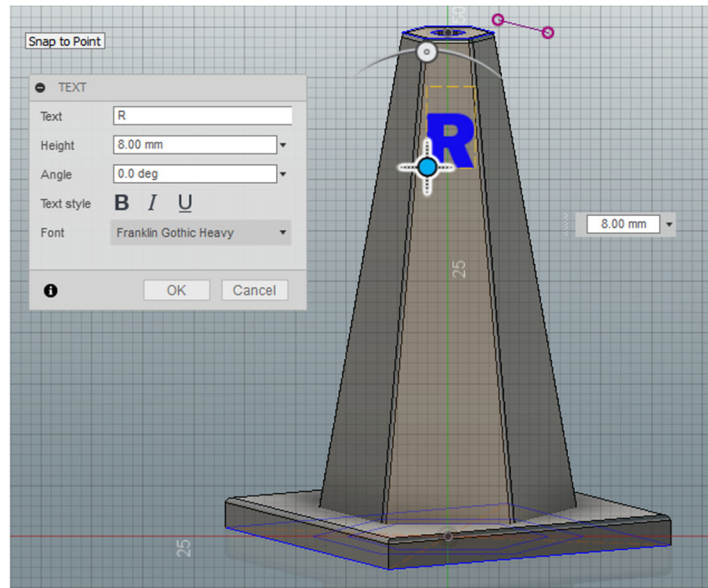 50
Snap to Point
TEXT
Text R
Height 8.00 mm
Angle 0.0 deg
Text style B I U
Font Franklin Gothic Heavy
OK Cancel
R
8.00 mm
25
25